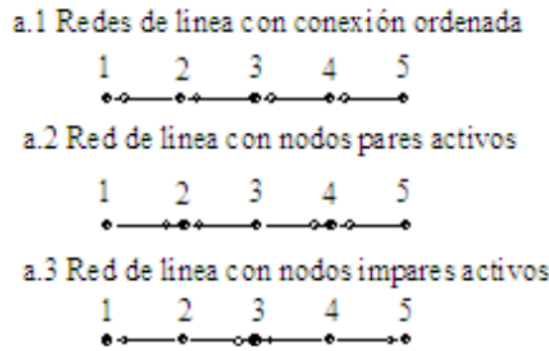 a.1 Redes de linea con conexión ordenada
1 2 3 4 5
a.2 Red de linea con nodos pares activos
1 2 3 4 5
a.3 Red de linea con nodos impares activos
1 2 3 4 5